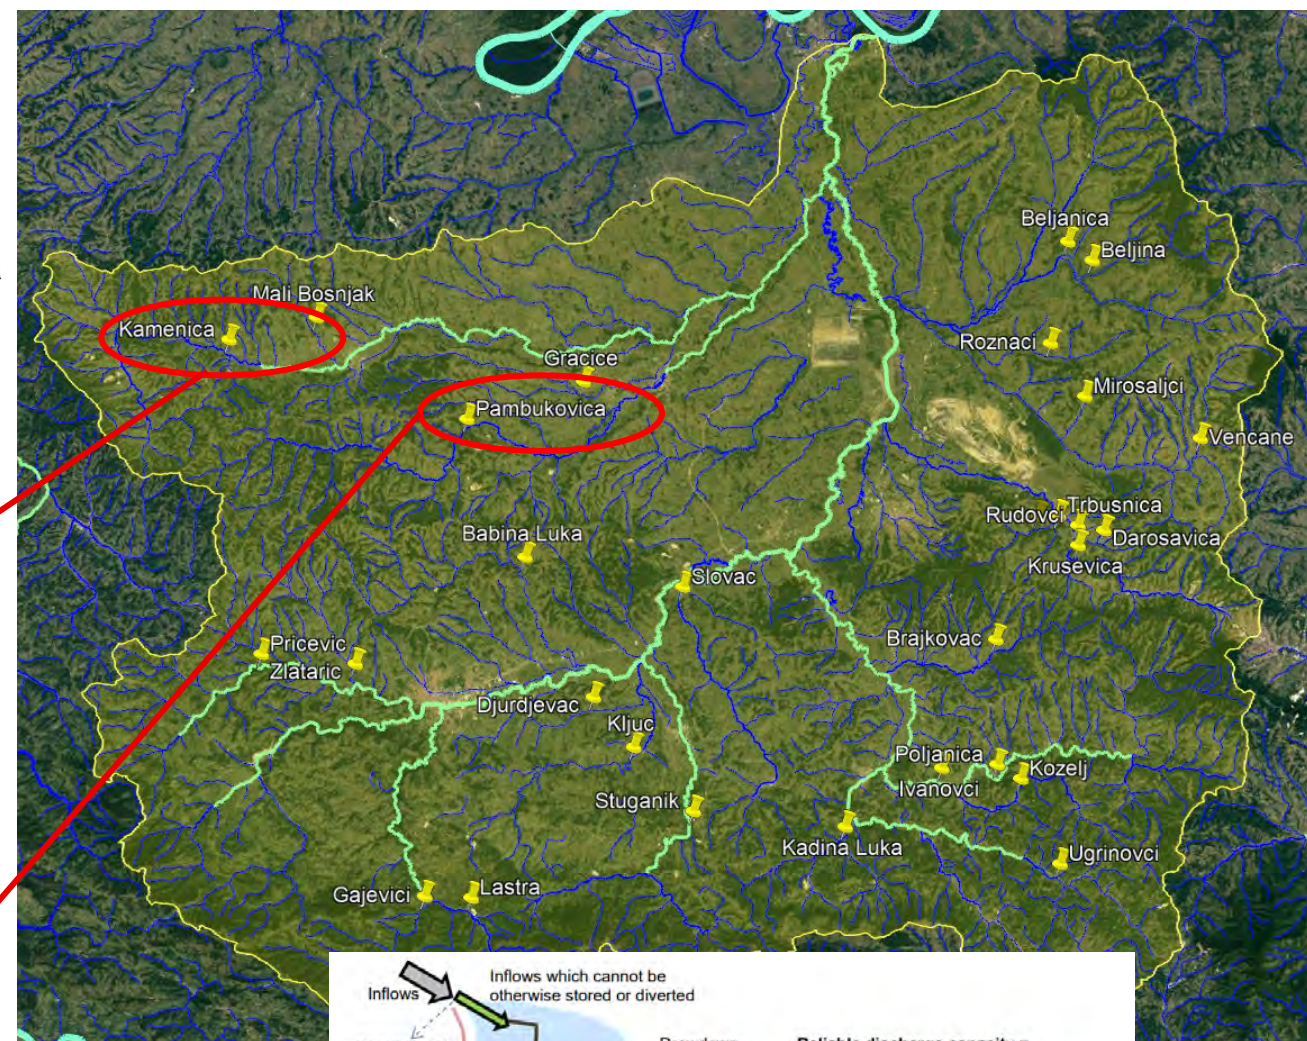 Beljanica
Beljina
Mali Bosnjak
Kamenica
Roznaci
Gracice
Mirosaljci
Pambukovica
Vencane
Trbusnica
Rudovci
Babina Luka
Darosavica
Krusevica
Slovac
Brajkovac
Pricevic
Zlataric
Djurdjevac
Kljuc
Poljanica
Kozelj
Ivanovci
Stuganik
Kadina Luka
Ugrinovci
Gajevici
Lastra
Inflows which cannot be
Inflows
otherwise stored or diverted